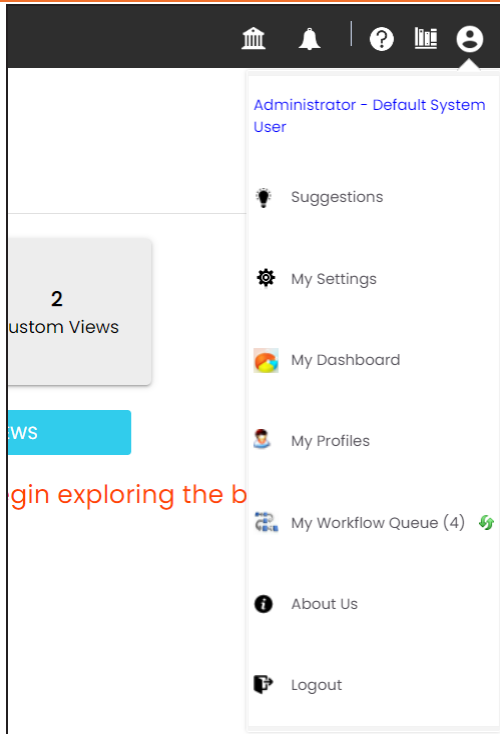 Administrator - Default System
User
Suggestions
My Settings
2
ustom Views
My Dashboard
EWS
My Profiles
gin exploring the b
My Workflow Queue (4)
About Us
Logout